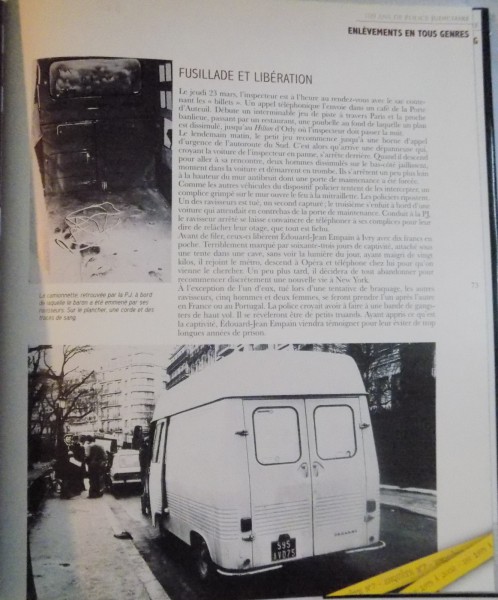 ENLÈVEMENTS EN TOUS GENRES
FUSILLADE ET LIBÉRATION
Le jeudi 23 mars, l'inspecteur est à l'heure au rendez-vous avec le sac conte-
nant les « billets ». Un appel téléphonique l'envoie dans un café de la Porte
d'Auteuil. Débute un interminable jeu de piste à travers Paris et la proche
banlieue, passant par un restaurant, une poubelle au fond de laquelle un plan
est dissimulé, jusqu'au Hilton d'Orly où l'inspecteur doit passer la nuit.
Le lendemain matin, le petit jeu recommence jusqu'à une borne d'appel
d'urgence de l'autoroute du Sud. C'est alors qu'arrive une dépanneuse qui,
croyant la voiture de l'inspecteur en panne, s'arrête derrière. Quand il descend
pour aller à sa rencontre, deux hommes dissimulés sur le bas-côté jaillissent,
montent dans la voiture et démarrent en trombe. Ils s'arrêtent un peu plus loin
à la hauteur du mur antibruit dont une porte de maintenance a été forcée.
Comme les autres véhicules du dispositif policier tentent de les intercepter, un
complice grimpé sur le mur ouvre le feu à la mitraillette. Les policiers ripostent.
Un des ravisseurs est tué, un second capturé ; le troisième s'enfuit à bord d'une
voiture qui attendait en contrebas de la porte de maintenance. Conduit à la P.J.
le ravisseur arrêté se laisse convaincre de téléphoner à ses complices pour leur
dire de relâcher leur otage, que tout est fichu.
Avant de filer, ceux-ci libèrent Édouard-Jean Empain à Ivry avec dix francs en
poche. Terriblement marqué par soixante-trois jours de captivité, attaché sous
une tente dans une cave, sans voir la lumière du jour, ayant maigri de vingt
kilos, il rejoint le métro, descend à Opéra et téléphone chez lui pour qu'on
vienne le chercher. Un peu plus tard, il décidera de tout abandonner pour
recommencer discrètement une nouvelle vie à New York.
À l'exception de l'un d'eux, tué lors d'une tentative de braquage, les autres
ravisseurs, cinq hommes et deux femmes, se feront prendre l'un après l'autre
en France ou au Portugal. La police croyait avoir à faire à une bande de gangs-
ters de haut vol. Il se révéleront être de petits truands. Ayant appris ce qu'est
la captivité, Édouard-Jean Empain viendra témoigner pour leur éviter de trop
longues années de prison.
La camionnette retrouvée par la P.J. à bord
de laquelle le baron a été emmené par ses
ravisseurs. Sur le plancher, une corde et des
traces de sang.
595